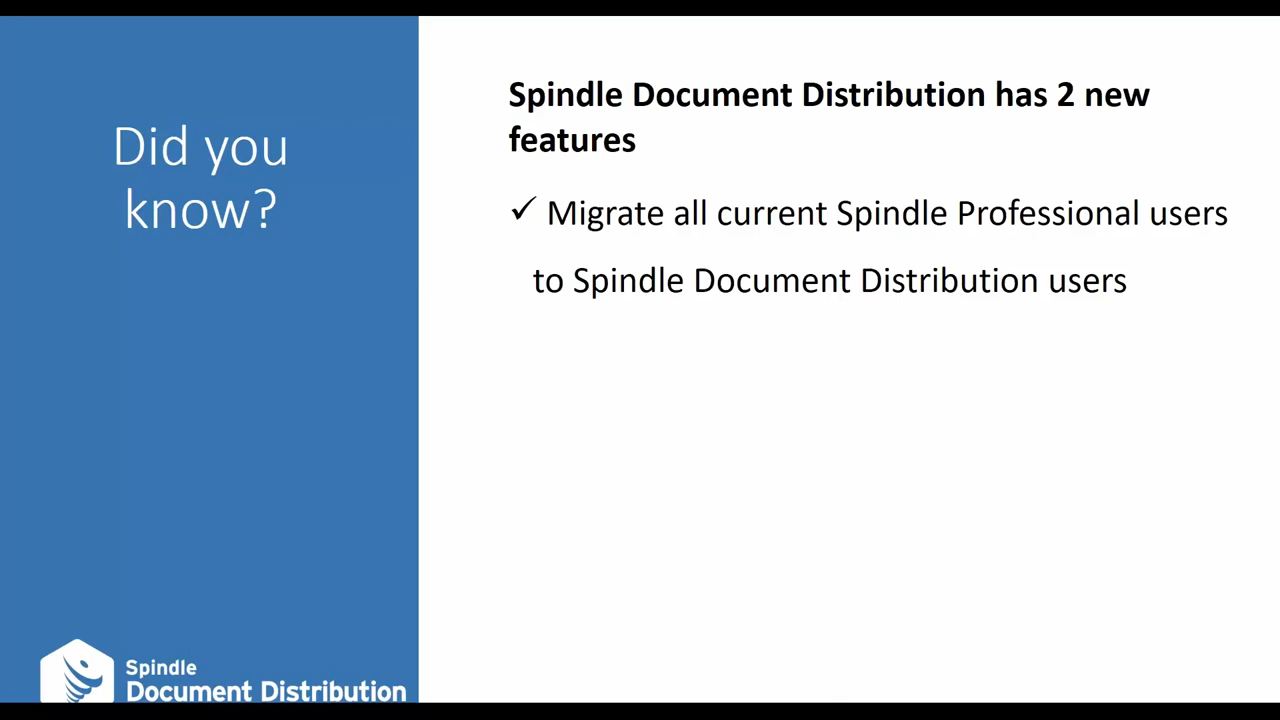 Did you
know?
Spindle Document Distribution has 2 new
features
✓ Migrate all current Spindle Professional users
to Spindle Document Distribution users
Spindle
Document Distribution